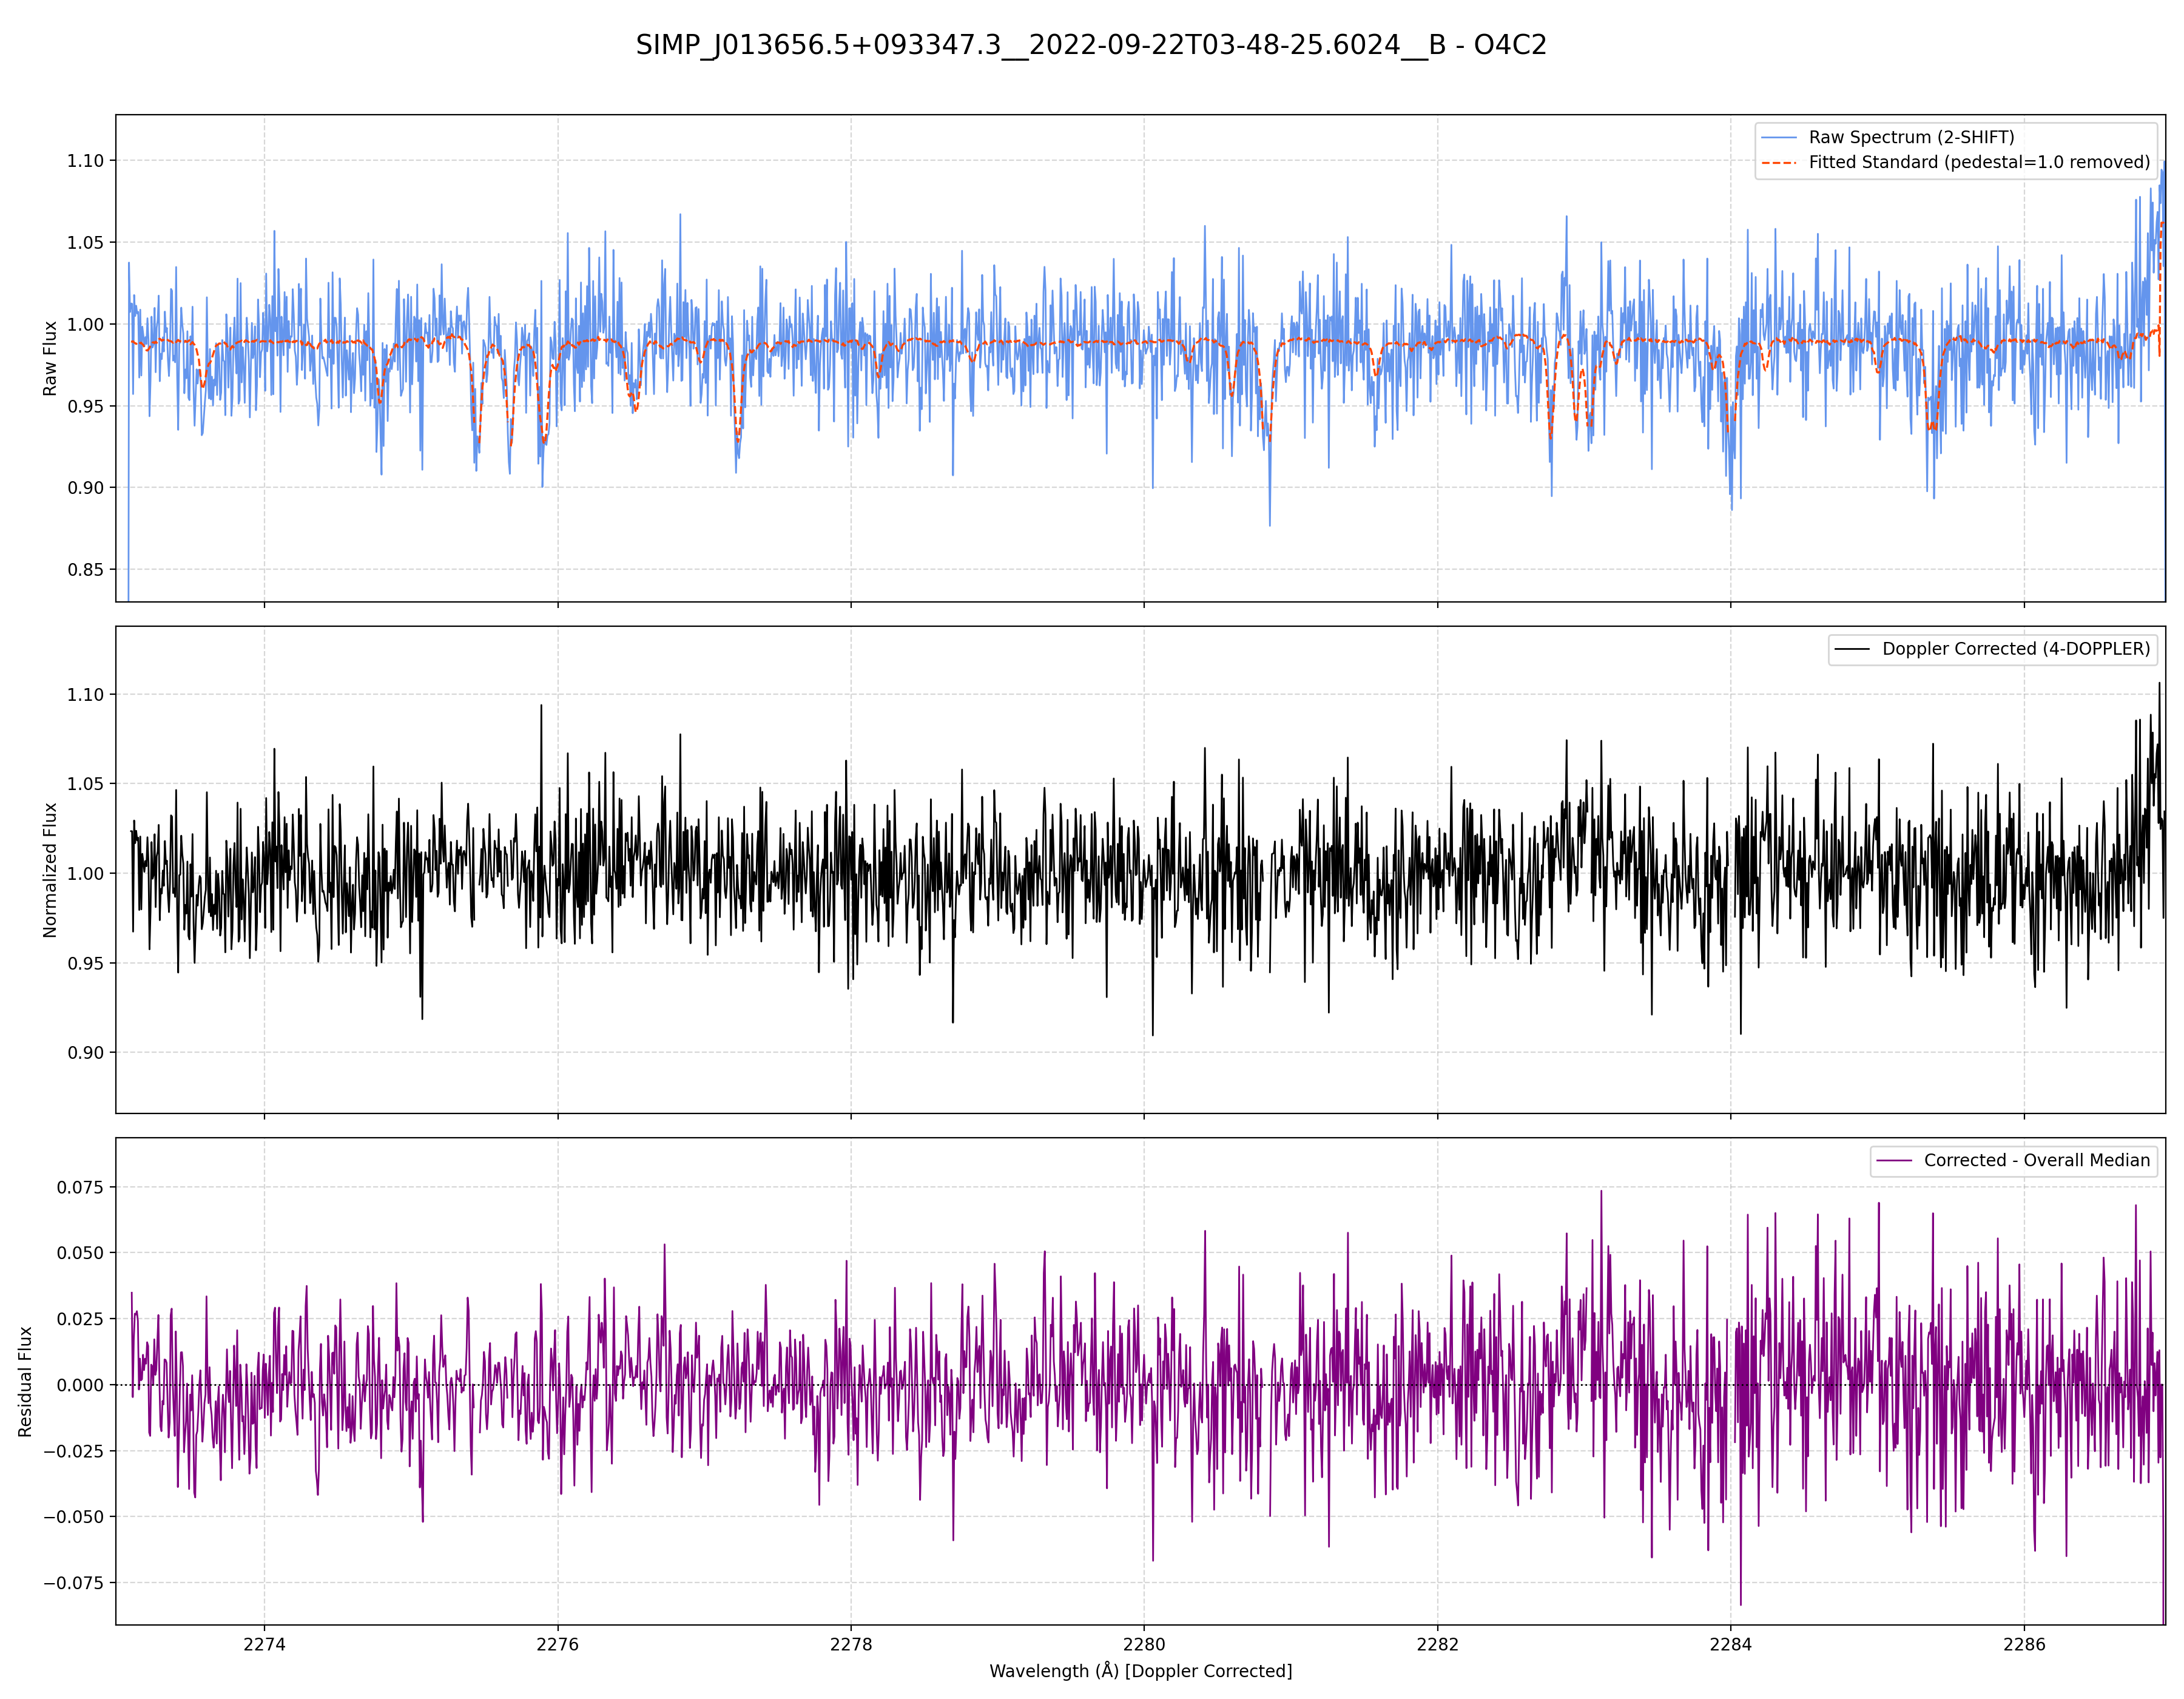 SIMP_J013656.5+093347.3__2022-09-22T03-48-25.6024__B - O4C2
Raw Spectrum (2-SHIFT)
Fitted Standard (pedestal=1.0 removed)
Raw Flux
1.10
1.05
1.00
0.95
0.90
0.85
Doppler Corrected (4-DOPPLER)
Normalized Flux
1.10
1.05
1.00
0.95
0.90
Corrected - Overall Median
Residual Flux
0.075
0.050
0.025
0.000
−0.025
−0.050
−0.075
2274 2276 2278 2280 2282 2284 2286
Wavelength (Å) [Doppler Corrected]